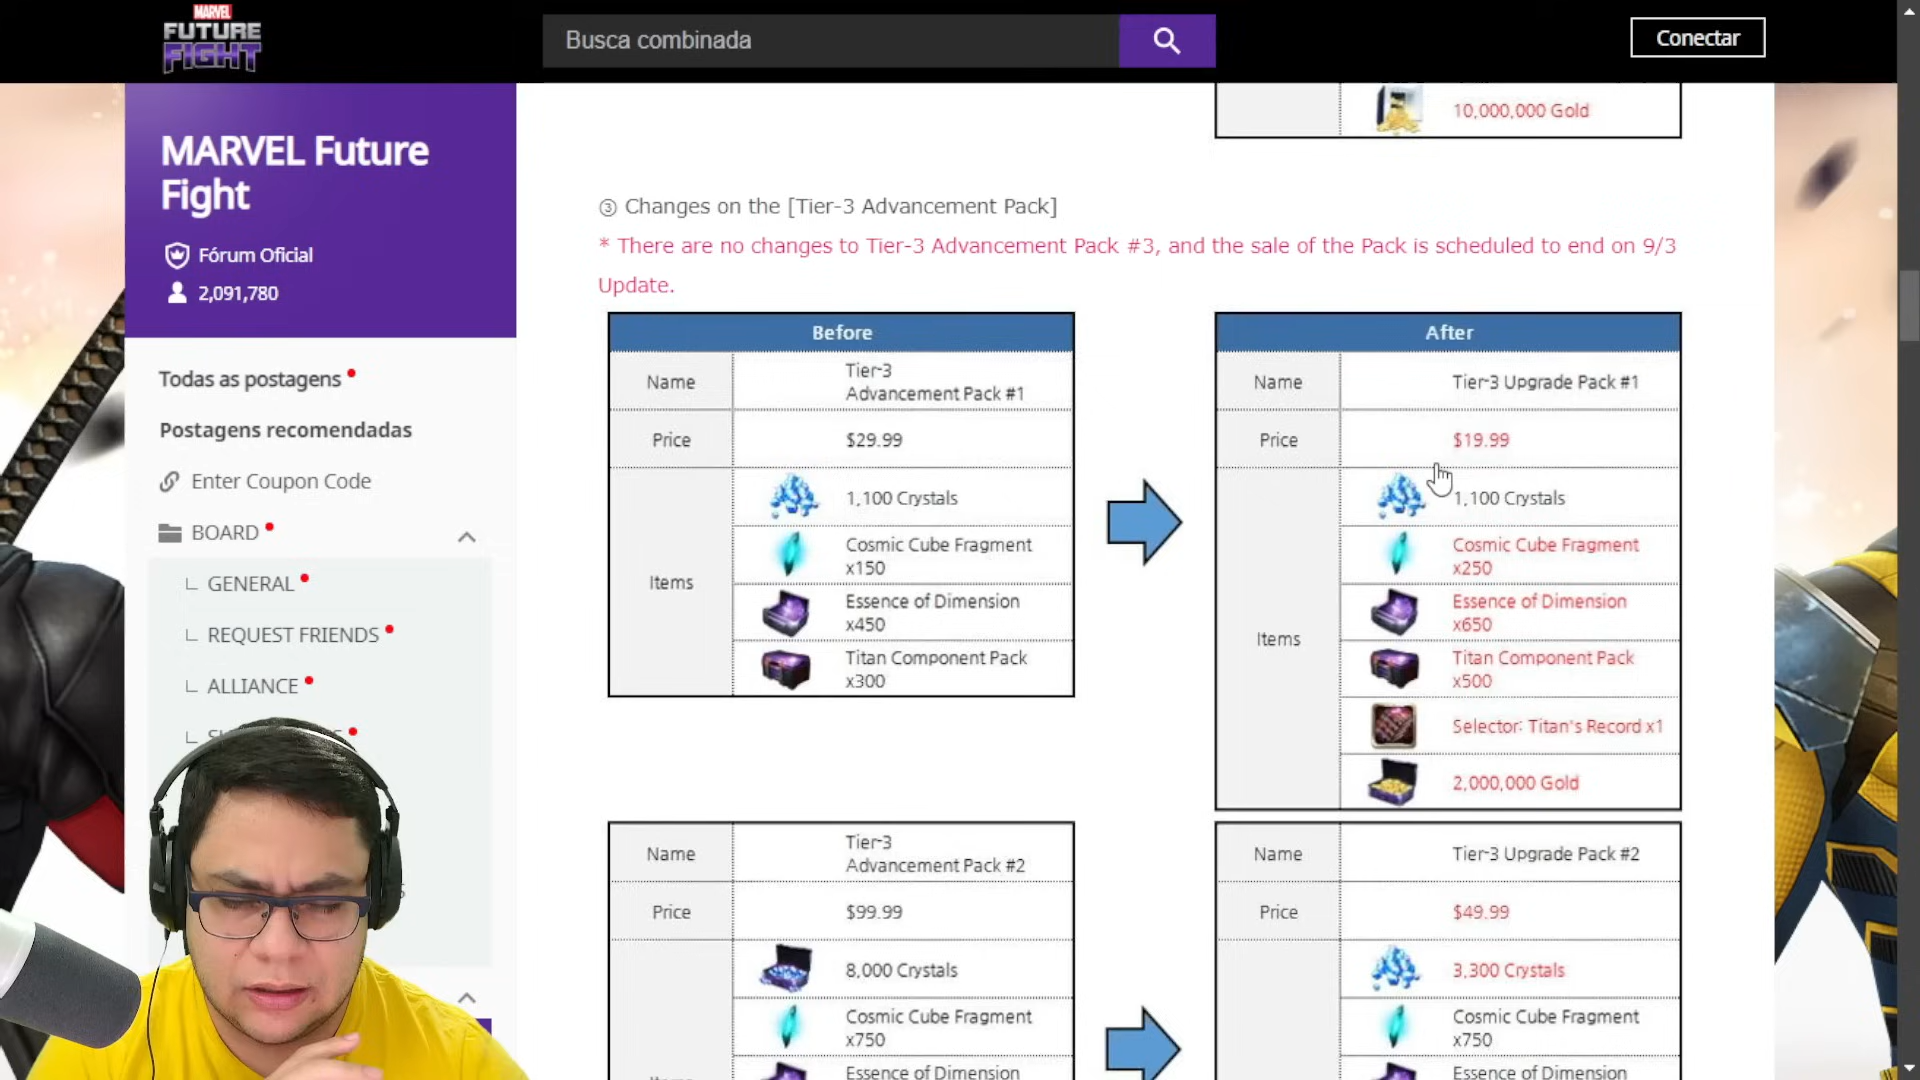 MARVEL
FUTURE
FIGHT
Busca combinada
Conectar
MARVEL Future
Fight
Fórum Oficial
2,091,780
Todas as postagens
Postagens recomendadas
Enter Coupon Code
BOARD
GENERAL
REQUEST FRIENDS
ALLIANCE
10,000,000 Gold
③ Changes on the [Tier-3 Advancement Pack]
* There are no changes to Tier-3 Advancement Pack #3, and the sale of the Pack is scheduled to end on 9/3
Update.
Before
Name
Tier-3
Advancement Pack #1
Price
$29.99
Items
1,100 Crystals
Cosmic Cube Fragment
x150
Essence of Dimension
x450
Titan Component Pack
x300
After
Name
Tier-3 Upgrade Pack #1
Price
$19.99
Items
1,100 Crystals
Cosmic Cube Fragment
x250
Essence of Dimension
x650
Titan Component Pack
x500
Selector: Titan's Record x1
2,000,000 Gold
Name
Tier-3
Advancement Pack #2
Price
$99.99
8,000 Crystals
Cosmic Cube Fragment
x750
Essence of Dimension
Name
Tier-3 Upgrade Pack #2
Price
$49.99
3,300 Crystals
Cosmic Cube Fragment
x750
Essence of Dimension